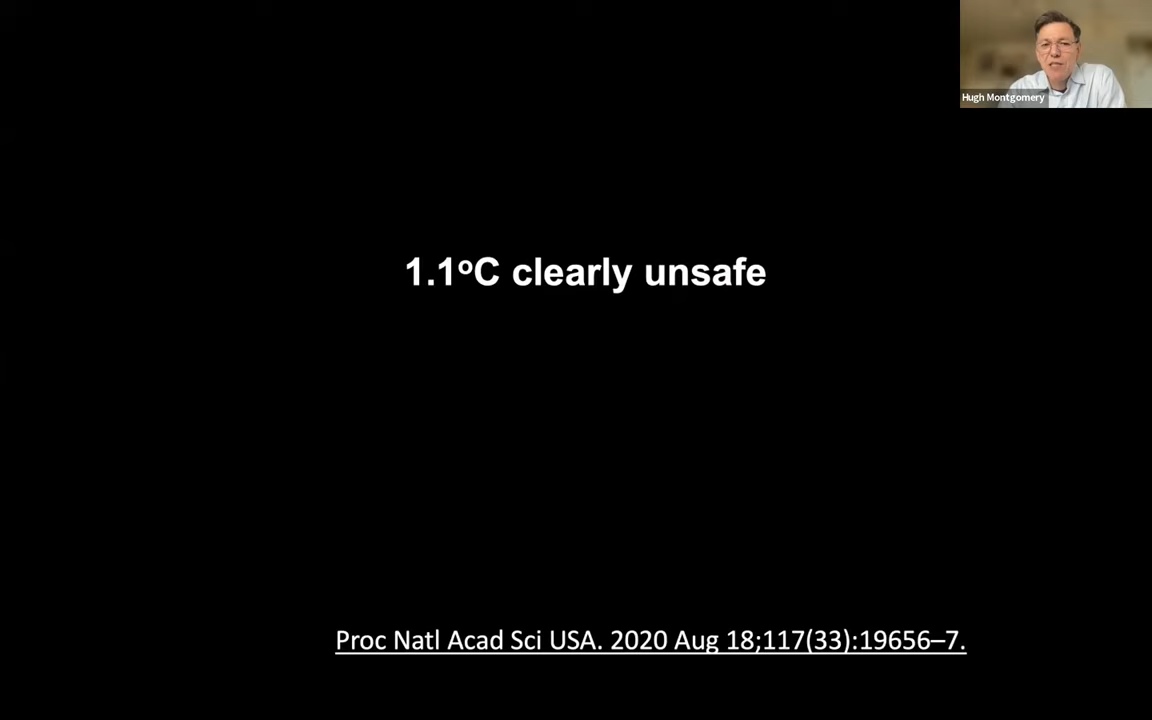 Hugh Montgomery
1.1ºC clearly unsafe
Proc Natl Acad Sci USA. 2020 Aug 18;117(33):19656–7.